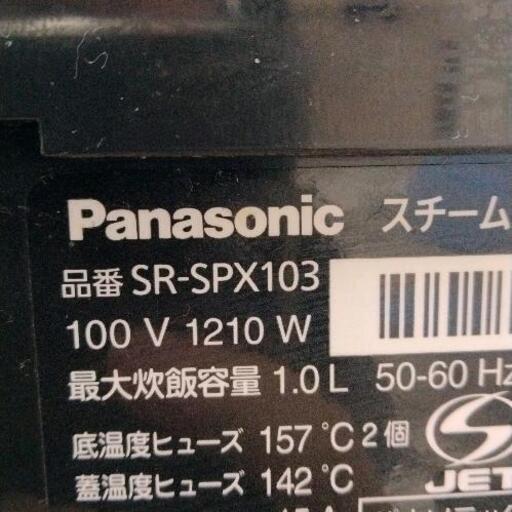 Panasonic スチーム
品番 SR-SPX103
100 V 1210 W
最大炊飯容量 1.0 L 50-60 Hz
底温度ヒューズ 157 ℃ 2個
蓋温度ヒューズ 142 ℃
JET